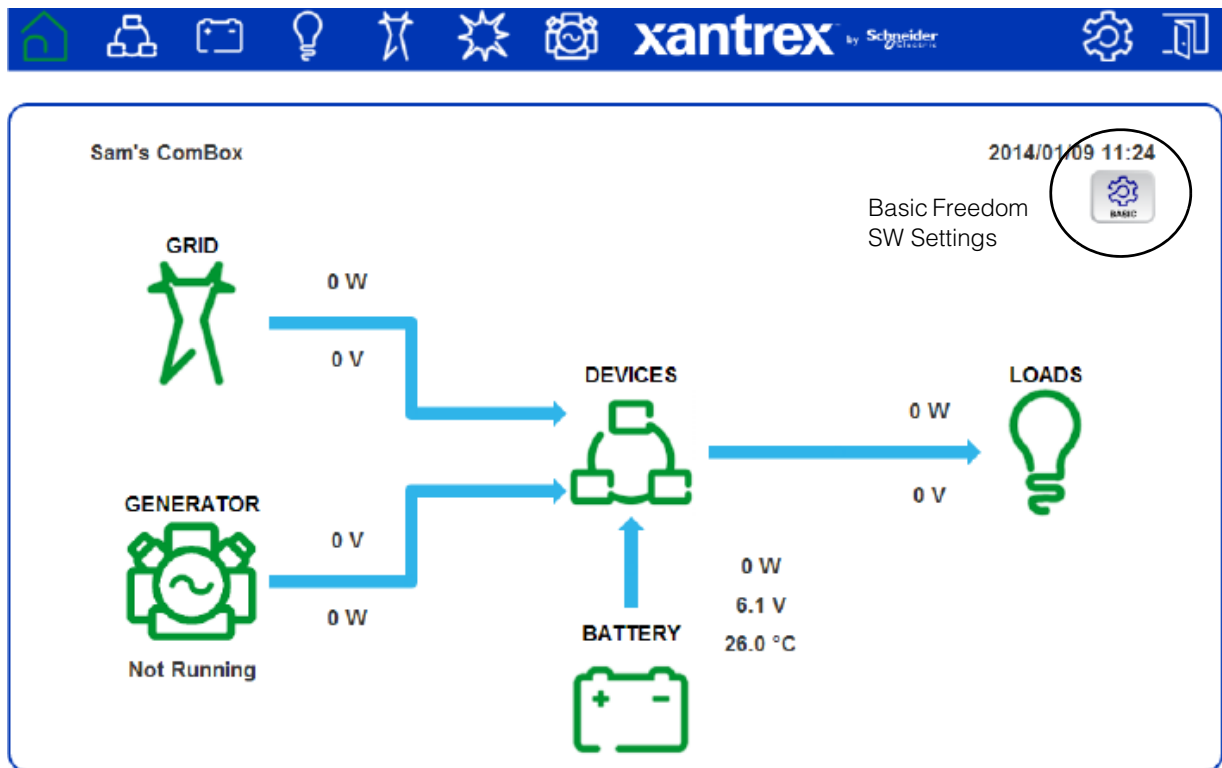 xantrex by Schneider Electric
Sam's ComBox
2014/01/09 11:24
BASIC
Basic Freedom
SW Settings
GRID
0 W
0 V
DEVICES
LOADS
0 W
0 V
GENERATOR
0 V
0 W
Not Running
BATTERY
0 W
6.1 V
26.0 °C